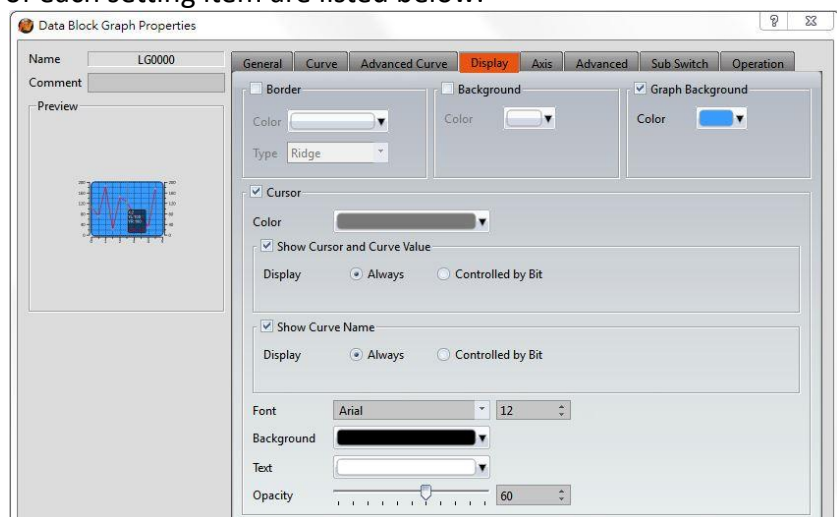 of each setting item are listed below.
Data Block Graph Properties
Name LG0000
Comment
Preview
General Curve Advanced Curve Display Axis Advanced Sub Switch Operation
Border Background Graph Background
Color Color Color
Type Ridge
Cursor
Color
Show Cursor and Curve Value
Display Always Controlled by Bit
Show Curve Name
Display Always Controlled by Bit
Font Arial 12
Background
Text
Opacity 60